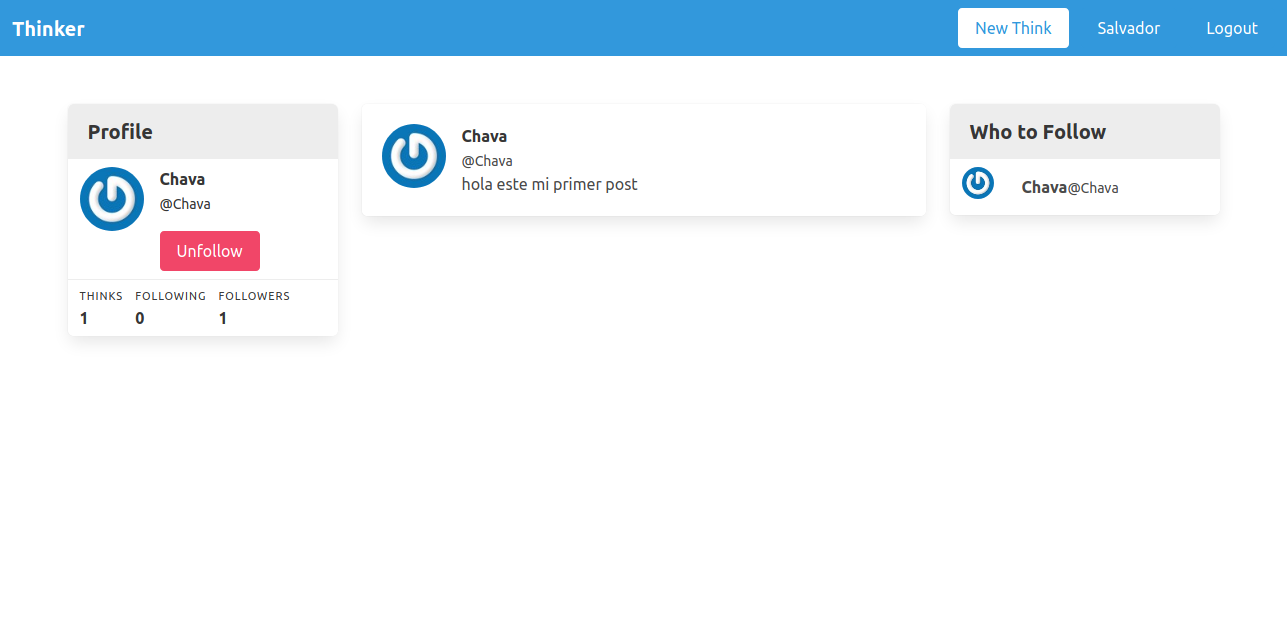 Thinker
New Think
Salvador
Logout
Profile
Chava
@Chava
Unfollow
THINKS FOLLOWING FOLLOWERS
1 0 1
Chava
@Chava
hola este mi primer post
Who to Follow
Chava@Chava